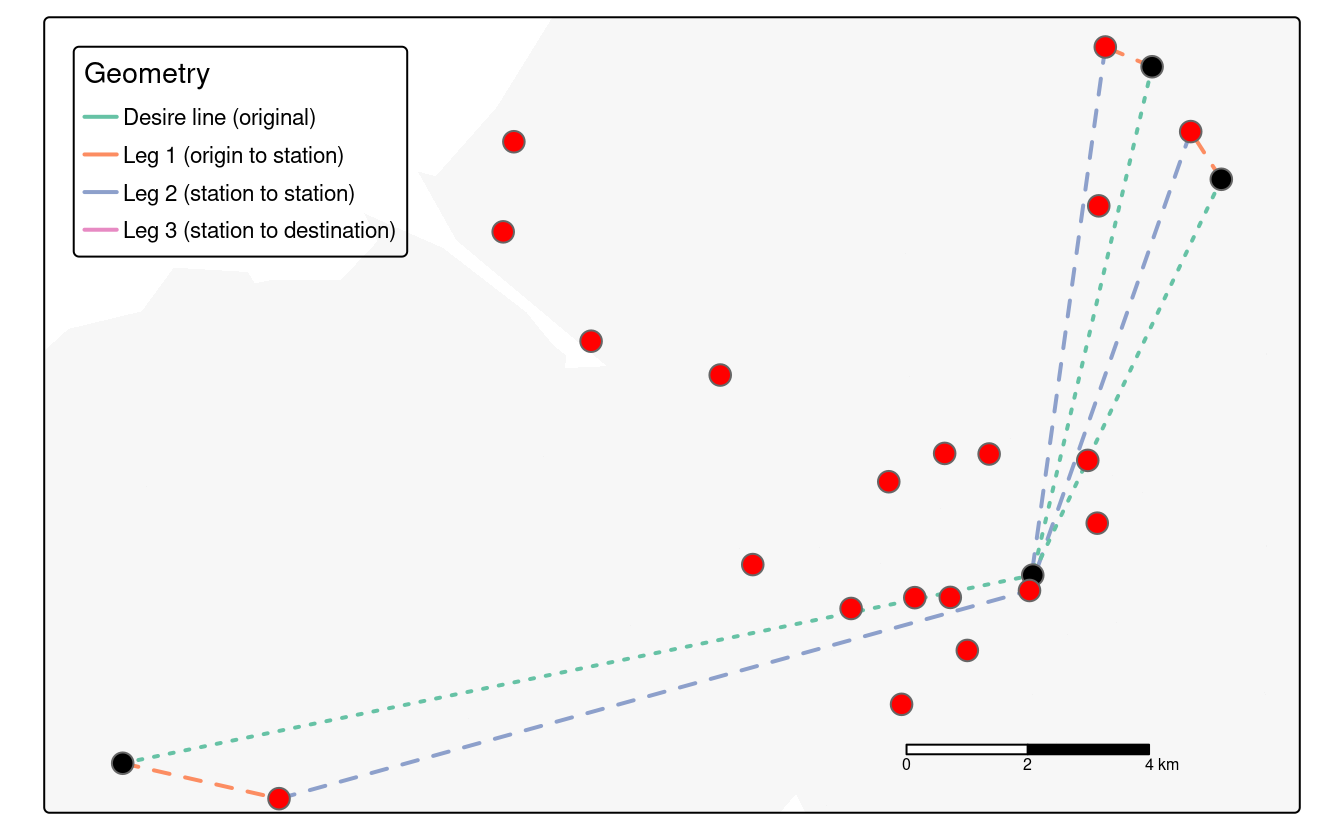 Geometry
Desire line (original)
Leg 1 (origin to station)
Leg 2 (station to station)
Leg 3 (station to destination)
0 2 4 km